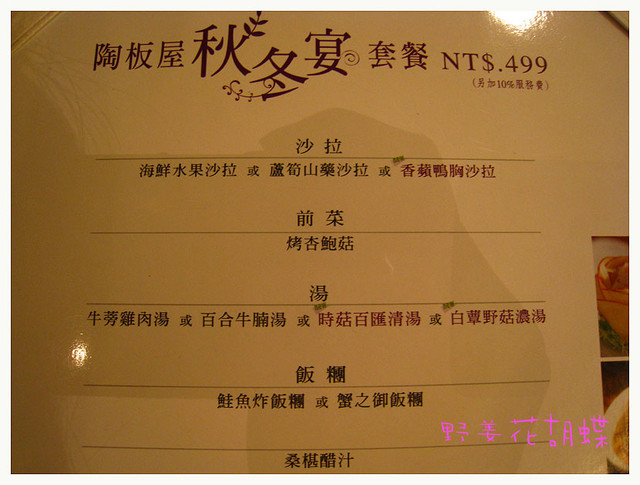 陶板屋 秋冬宴 套餐 NT$.499
(另加10%服務費)
沙拉
海鮮水果沙拉 或 蘆筍山藥沙拉 或 香蘋鴨胸沙拉
前菜
烤杏鮑菇
湯
牛蒡雞肉湯 或 百合牛腩湯 或 時菇百匯清湯 或 白蕈野菇濃湯
飯糰
鮭魚炸飯糰 或 蟹之御飯糰
桑椹醋汁
野姜花胡蝶